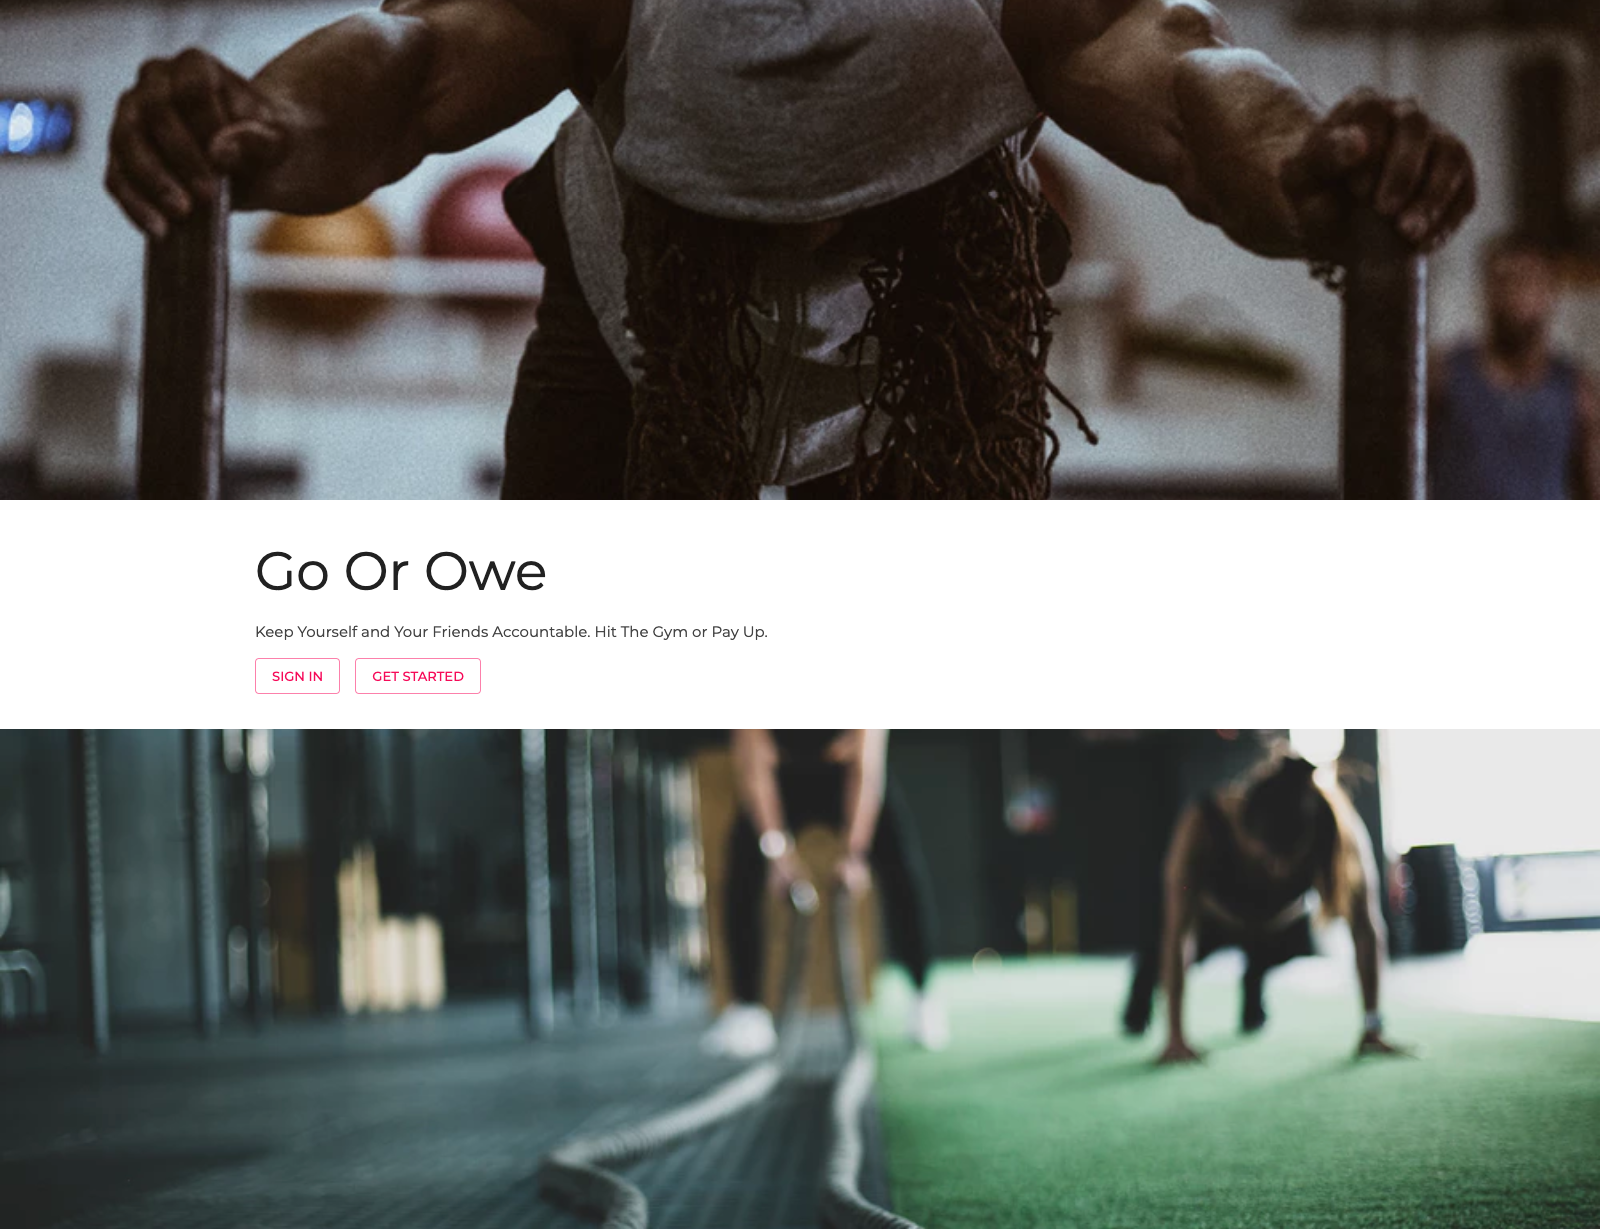 Go Or Owe
Keep Yourself and Your Friends Accountable. Hit The Gym or Pay Up.
SIGN IN GET STARTED